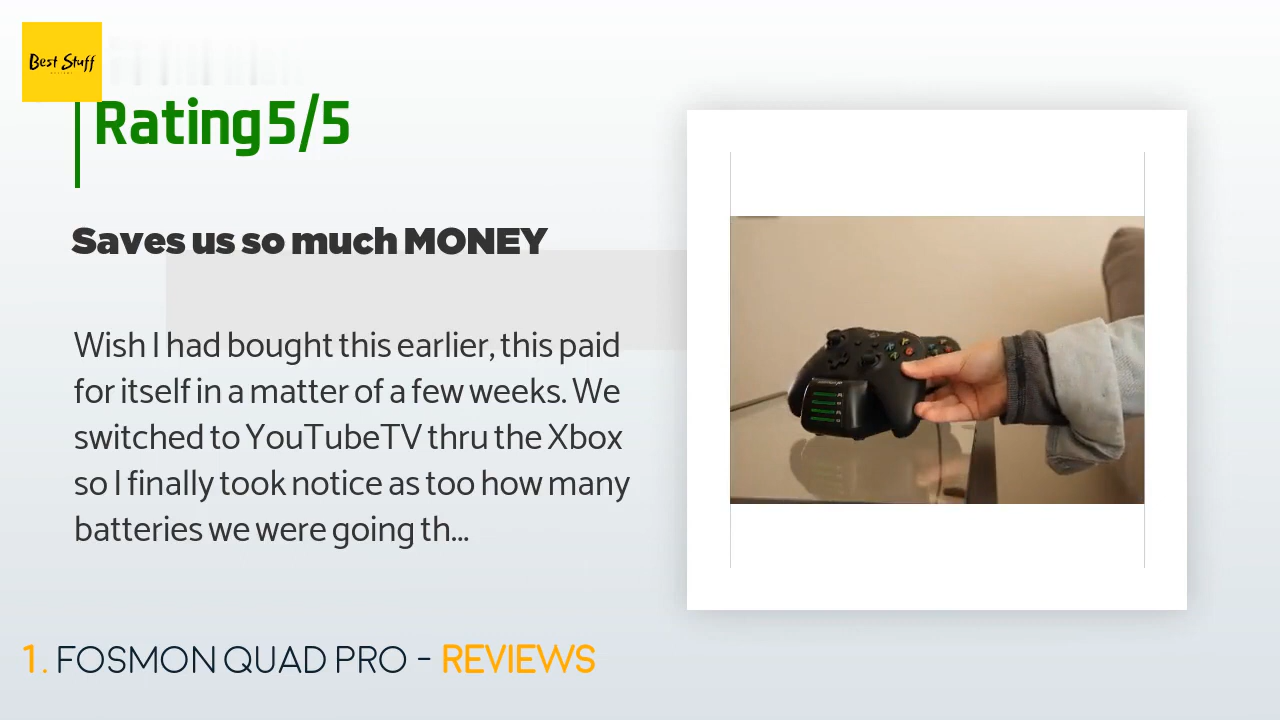 Best Stuff
Rating 5/5
Saves us so much MONEY
Wish I had bought this earlier, this paid
for itself in a matter of a few weeks. We
switched to YouTubeTV thru the Xbox
so I finally took notice as too how many
batteries we were going th...
1. FOSMON QUAD PRO - REVIEWS